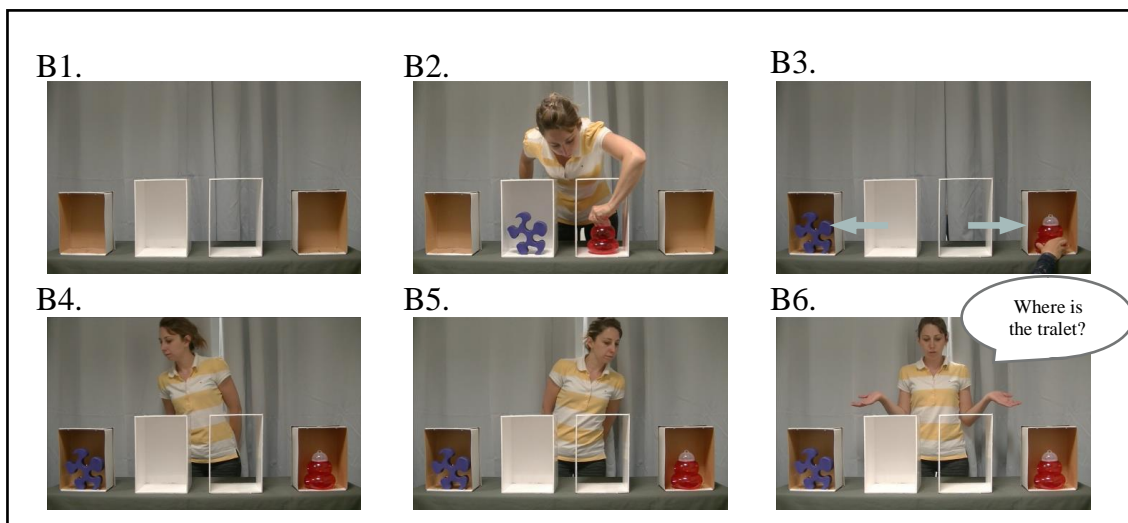 B1.
B2.
B3.
B4.
B5.
B6.
Where is
the tralet?